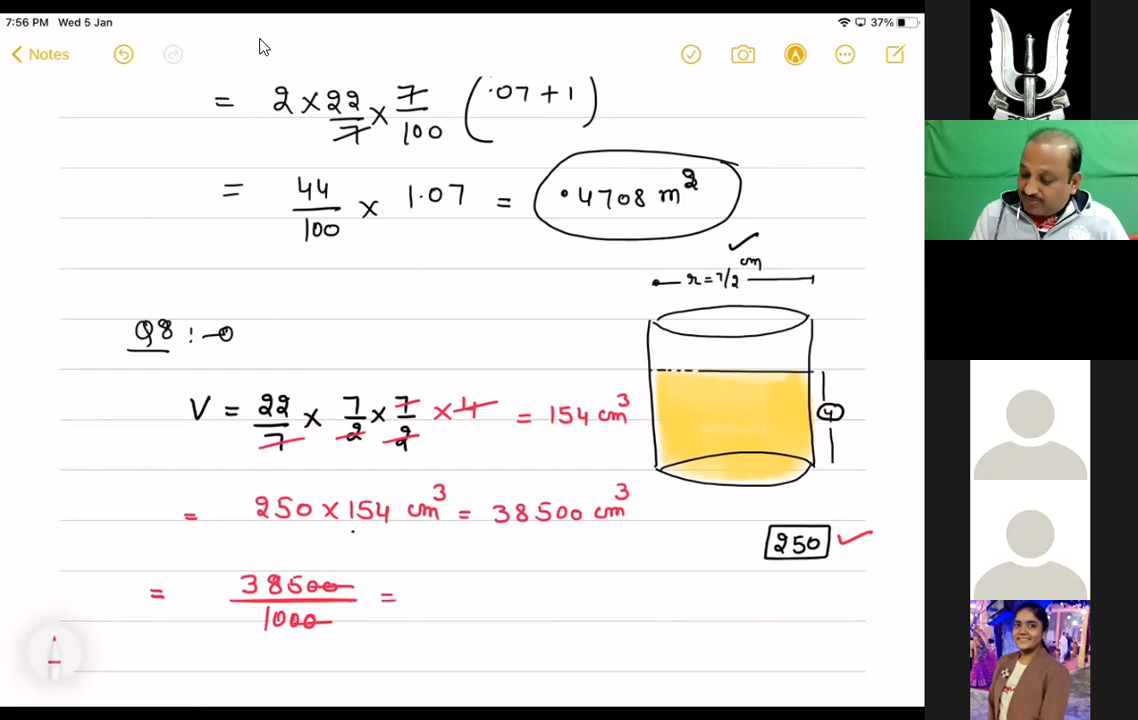 7:56 PM Wed 5 Jan
37%
Notes
= 2 × 22/7 × 7/100 (.07 + 1)
= 44/100 × 1.07 = .4708 m²
r = 7/2 cm
Q8 :-
V = 22/7 × 7/2 × 7/2 × 4 = 154 cm³
4
= 250 × 154 cm³ = 38500 cm³
250
= 38500/1000 =